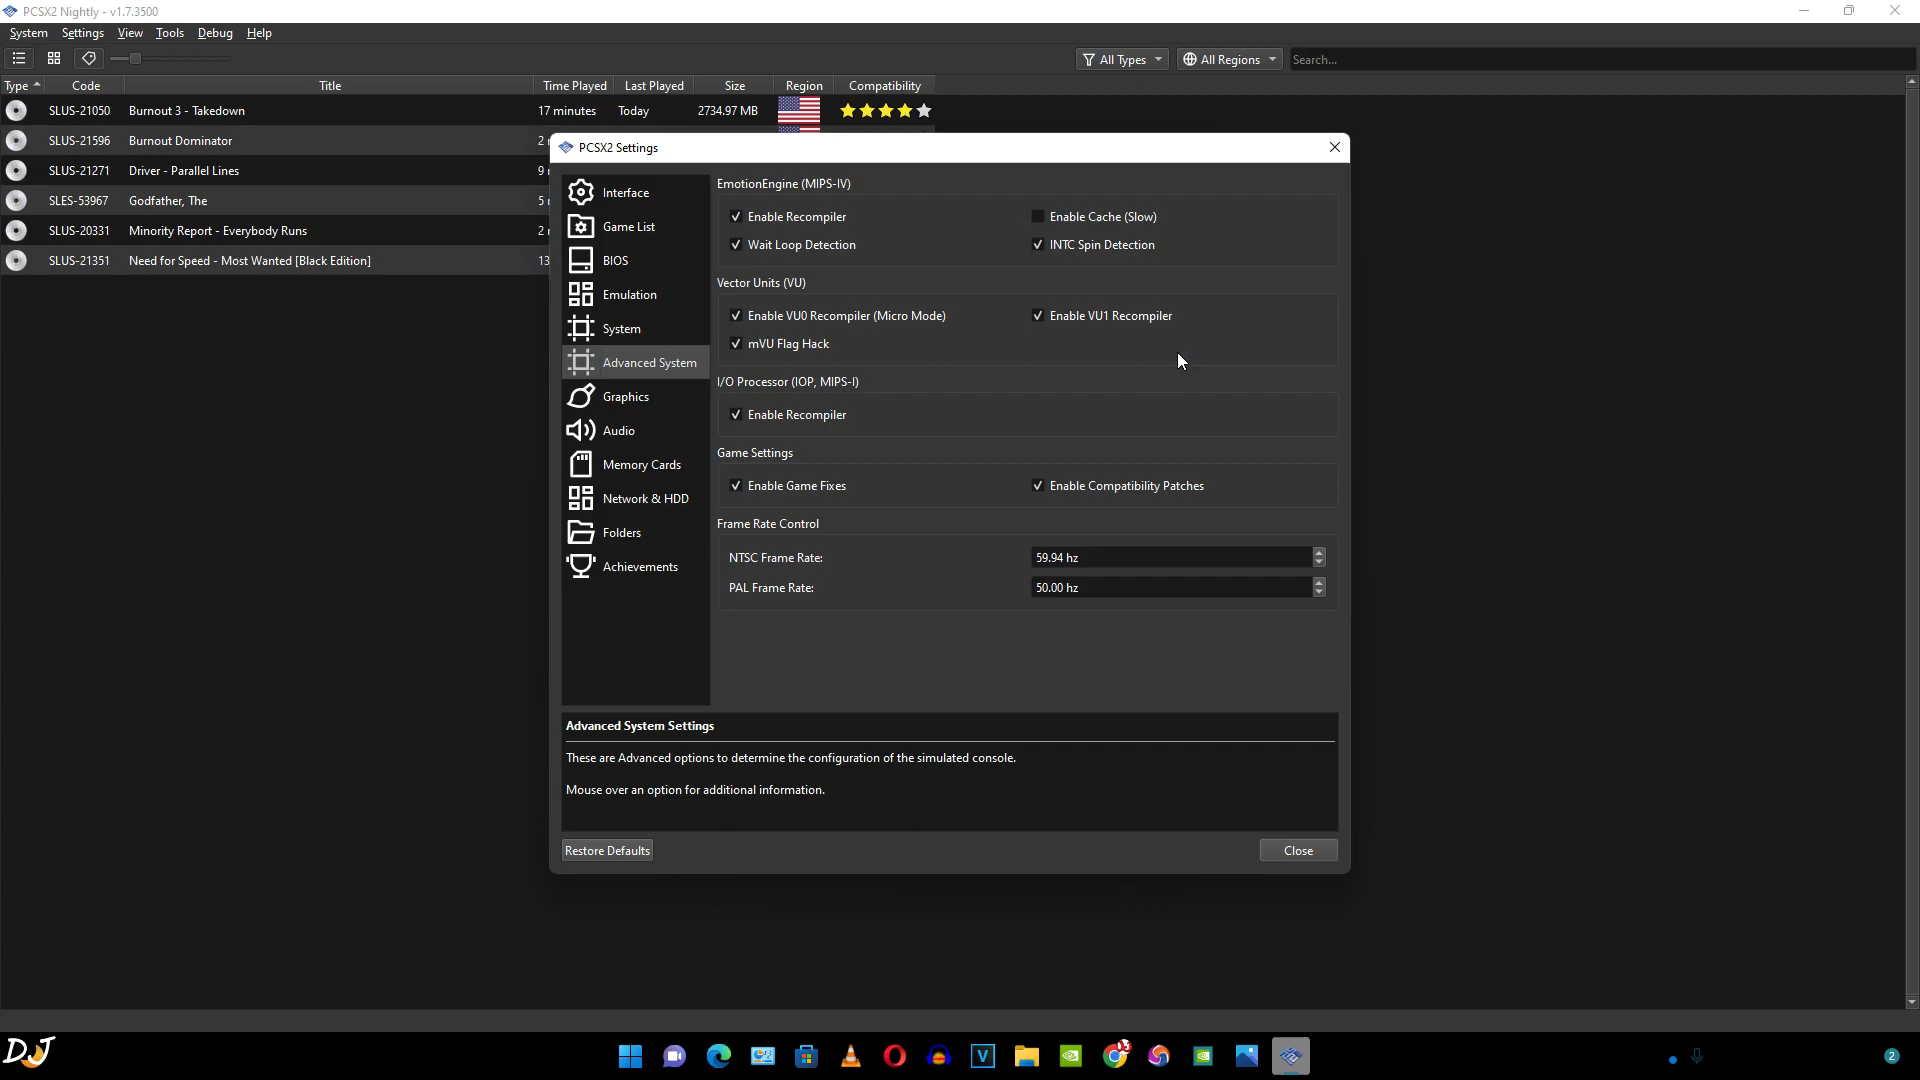 PCSX2 Nightly - v1.7.3500
System Settings View Tools Debug Help
All Types All Regions Search...
Type Code Title Time Played Last Played Size Region Compatibility
SLUS-21050 Burnout 3 - Takedown 17 minutes Today 2734.97 MB
SLUS-21596 Burnout Dominator 2
SLUS-21271 Driver - Parallel Lines 9
SLES-53967 Godfather, The 5
SLUS-20331 Minority Report - Everybody Runs 2
SLUS-21351 Need for Speed - Most Wanted [Black Edition] 13
PCSX2 Settings
Interface
Game List
BIOS
Emulation
System
Advanced System
Graphics
Audio
Memory Cards
Network & HDD
Folders
Achievements
EmotionEngine (MIPS-IV)
Enable Recompiler Enable Cache (Slow)
Wait Loop Detection INTC Spin Detection
Vector Units (VU)
Enable VU0 Recompiler (Micro Mode) Enable VU1 Recompiler
mVU Flag Hack
I/O Processor (IOP, MIPS-I)
Enable Recompiler
Game Settings
Enable Game Fixes Enable Compatibility Patches
Frame Rate Control
NTSC Frame Rate: 59.94 hz
PAL Frame Rate: 50.00 hz
Advanced System Settings
These are Advanced options to determine the configuration of the simulated console.
Mouse over an option for additional information.
Restore Defaults Close
DJ V 3 2